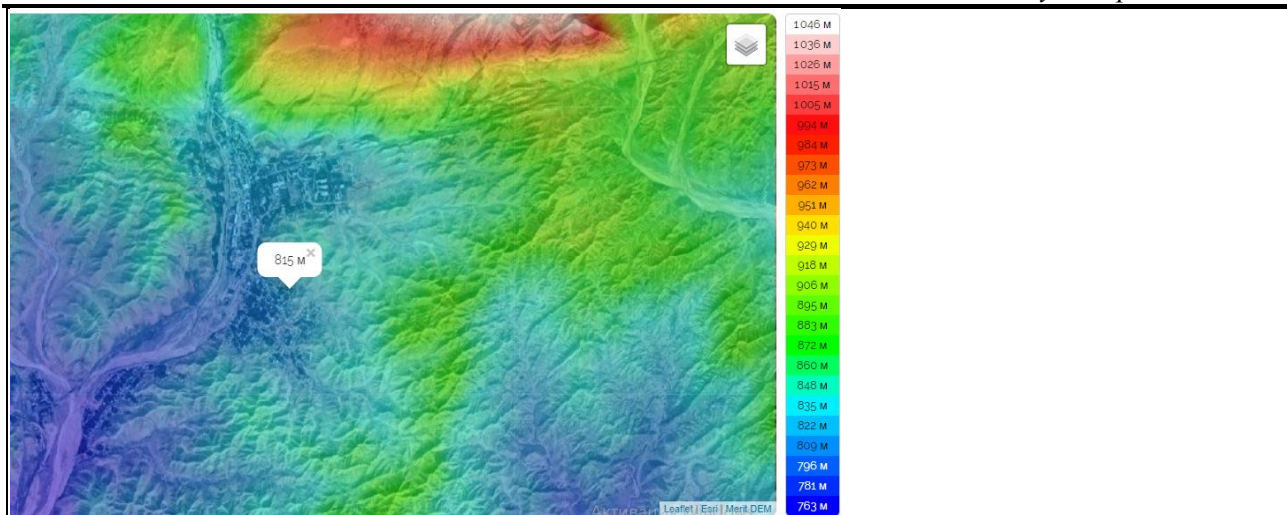 815 м ×
1046 м
1036 м
1026 м
1015 м
1005 м
994 м
984 м
973 м
962 м
951 м
940 м
929 м
918 м
906 м
895 м
883 м
872 м
860 м
848 м
835 м
822 м
809 м
796 м
781 м
763 м
Leaflet | Esri | Merit DEM